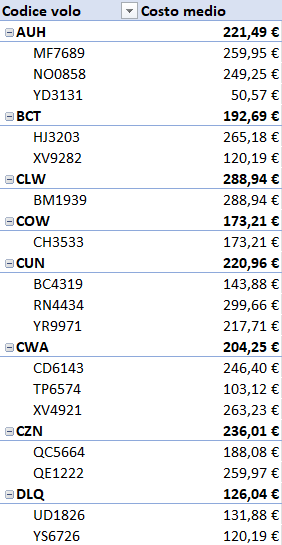 Codice volo Costo medio
AUH 221,49 €
MF7689 259,95 €
NO0858 249,25 €
YD3131 50,57 €
BCT 192,69 €
HJ3203 265,18 €
XV9282 120,19 €
CLW 288,94 €
BM1939 288,94 €
COW 173,21 €
CH3533 173,21 €
CUN 220,96 €
BC4319 143,88 €
RN4434 299,66 €
YR9971 217,71 €
CWA 204,25 €
CD6143 246,40 €
TP6574 103,12 €
XV4921 263,23 €
CZN 236,01 €
QC5664 188,08 €
QE1222 259,97 €
DLQ 126,04 €
UD1826 131,88 €
YS6726 120,19 €